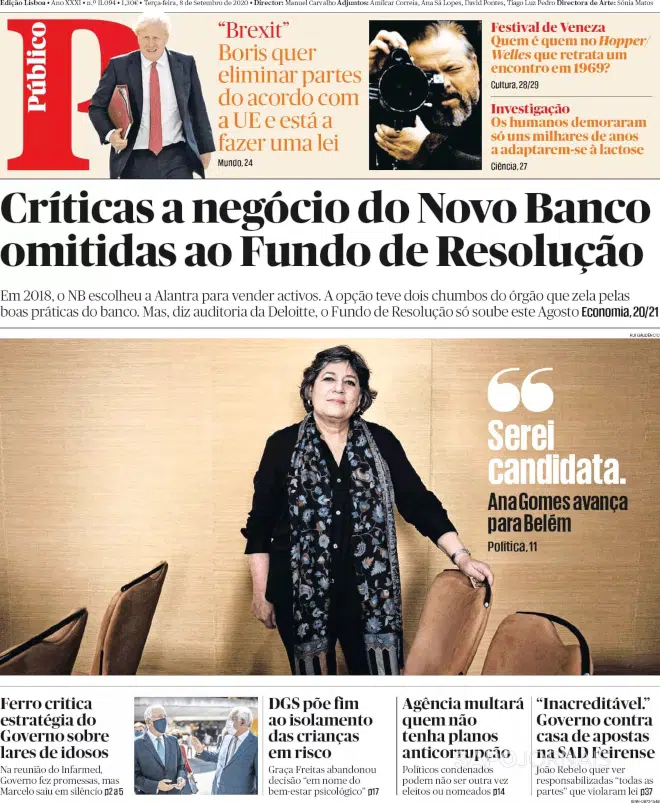 Edição Lisboa • Ano XXXI • n.º 11.094 • 1,30€ • Terça-feira, 8 de Setembro de 2020 • Director: Manuel Carvalho Adjuntos: Amílcar Correia, Ana Sá Lopes, David Pontes, Tiago Luz Pedro Directora de Arte: Sónia Matos
Público
“Brexit”
Boris quer
eliminar partes
do acordo com
a UE e está a
fazer uma lei
Mundo, 24
Festival de Veneza
Quem é quem no Hopper/
Welles que retrata um
encontro em 1969?
Cultura, 28/29
Investigação
Os humanos demoraram
só uns milhares de anos
a adaptarem-se à lactose
Ciência, 27
Críticas a negócio do Novo Banco
omitidas ao Fundo de Resolução
Em 2018, o NB escolheu a Alantra para vender activos. A opção teve dois chumbos do órgão que zela pelas
boas práticas do banco. Mas, diz auditoria da Deloitte, o Fundo de Resolução só soube este Agosto Economia, 20/21
RUI GAUDÊNCIO
“
Serei
candidata.
Ana Gomes avança
para Belém
Política, 11
Ferro critica
estratégia do
Governo sobre
lares de idosos
Na reunião do Infarmed,
Governo fez promessas, mas
Marcelo saiu em silêncio p2 a 5
DGS põe fim
ao isolamento
das crianças
em risco
Graça Freitas abandonou
decisão “em nome do
bem-estar psicológico” p17
Agência multará
quem não
tenha planos
anticorrupção
Políticos condenados
podem não ser outra vez
eleitos ou nomeados p14
“Inacreditável.”
Governo contra
casa de apostas
na SAD Feirense
João Rebelo quer ver
responsabilizadas “todas as
partes” que violaram lei p37